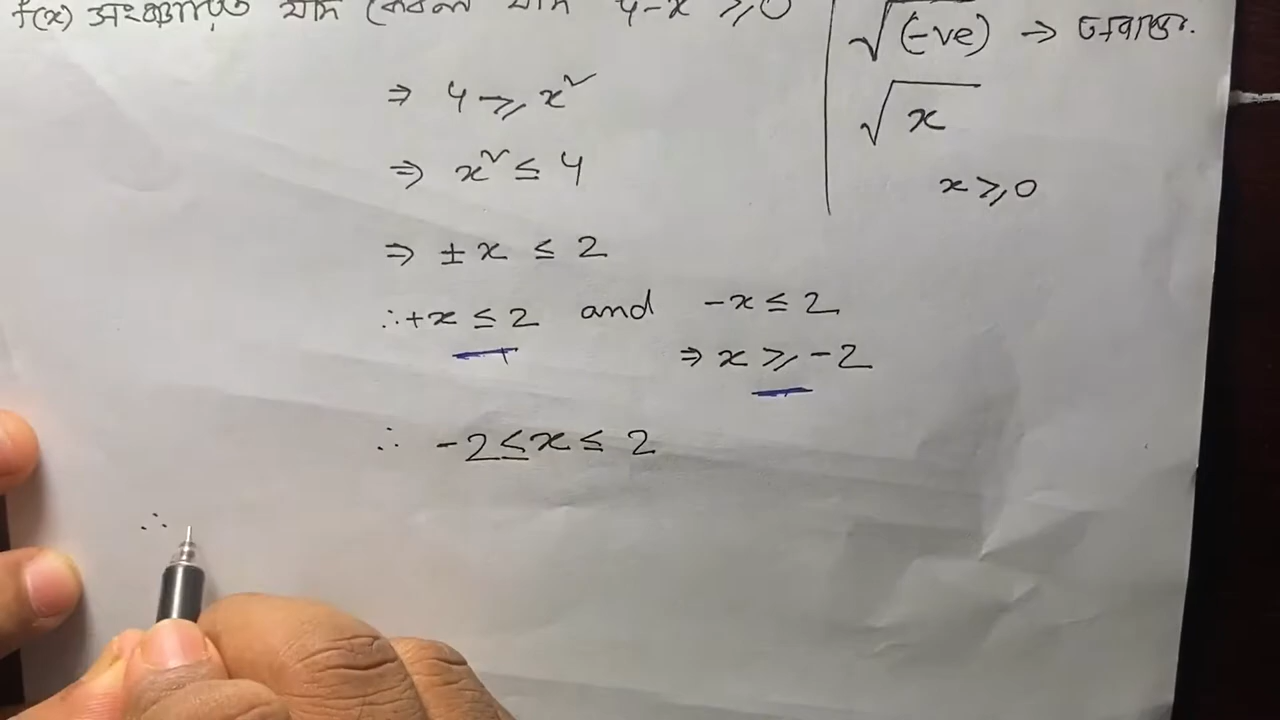 f(x) সংজ্ঞায়িত যদি কেবল যদি 4-x ≥ 0
⇒ 4 ≥ x²
⇒ x² ≤ 4
⇒ ± x ≤ 2
∴ +x ≤ 2 and -x ≤ 2
⇒ x ≥ -2
∴ -2 ≤ x ≤ 2
∴
√(-ve) → অবাস্তব.
√x
x ≥ 0